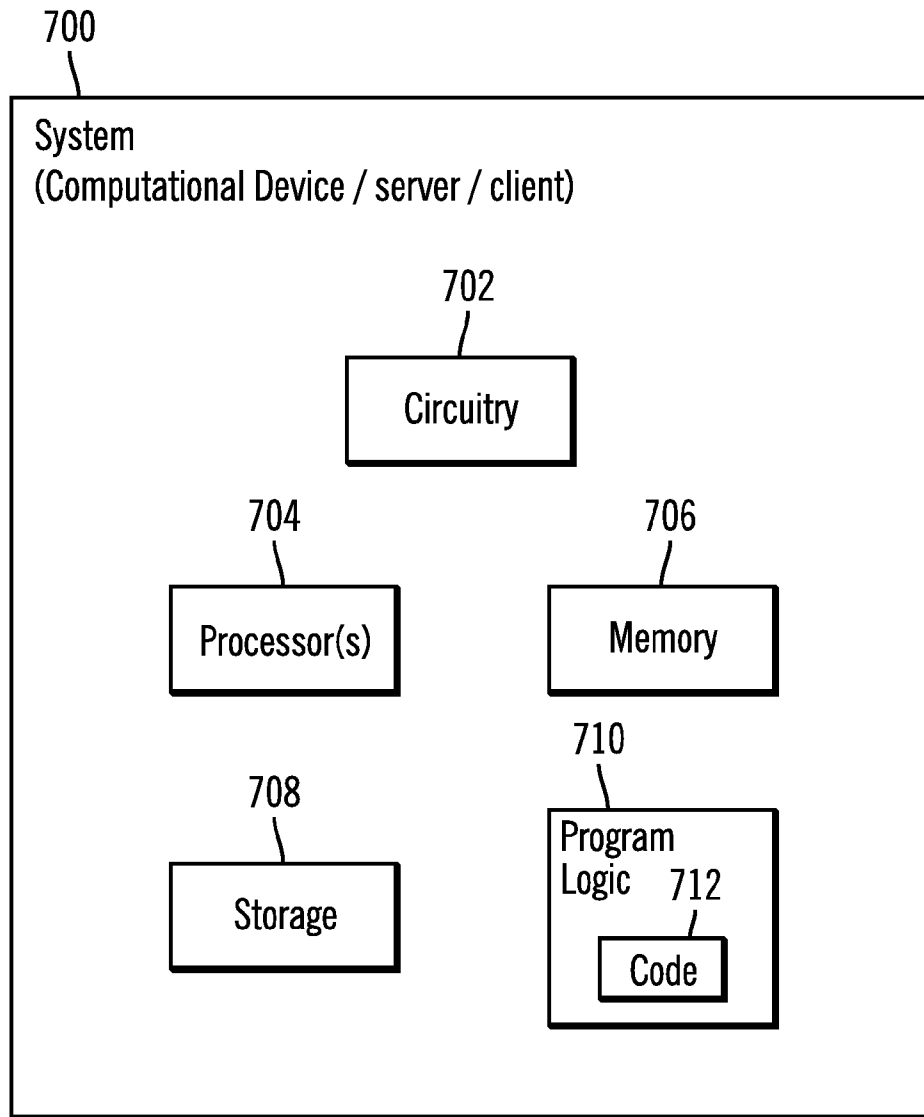 700
System
(Computational Device / server / client)
702
Circuitry
704
Processor(s)
706
Memory
708
Storage
710
Program
Logic
712
Code